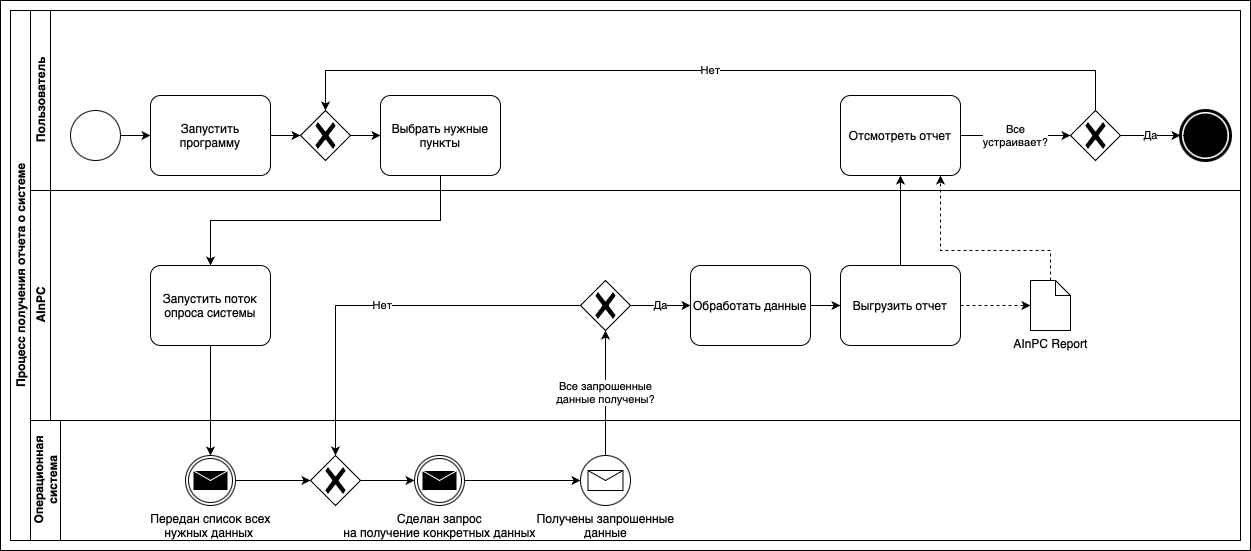 Процесс получения отчета о системе
Пользователь
Запустить
программу
Выбрать нужные
пункты
Нет
Отсмотреть отчет
Все
устраивает?
Да
AInPC
Запустить поток
опроса системы
Нет
Да
Обработать данные
Выгрузить отчет
AInPC Report
Все запрошенные
данные получены?
Операционная
система
Передан список всех
нужных данных
Сделан запрос
на получение конкретных данных
Получены запрошенные
данные